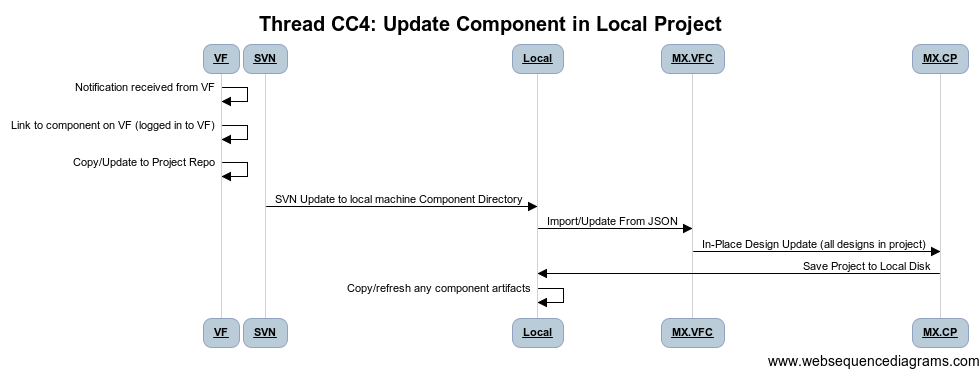 Thread CC4: Update Component in Local Project
VF SVN Local MX.VFC MX.CP
Notification received from VF
Link to component on VF (logged in to VF)
Copy/Update to Project Repo
SVN Update to local machine Component Directory
Import/Update From JSON
In-Place Design Update (all designs in project)
Save Project to Local Disk
Copy/refresh any component artifacts
VF SVN Local MX.VFC MX.CP
www.websequencediagrams.com